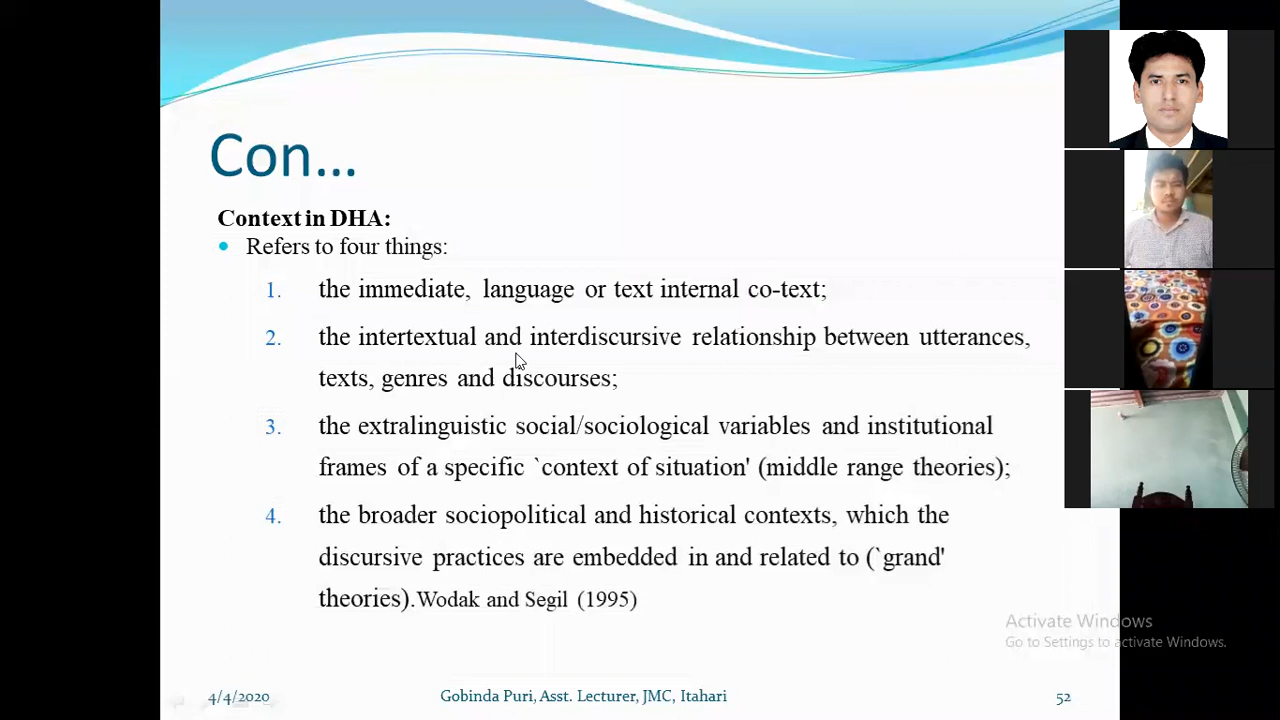 Con...
Context in DHA:
• Refers to four things:
1. the immediate, language or text internal co-text;
2. the intertextual and interdiscursive relationship between utterances,
texts, genres and discourses;
3. the extralinguistic social/sociological variables and institutional
frames of a specific `context of situation' (middle range theories);
4. the broader sociopolitical and historical contexts, which the
discursive practices are embedded in and related to (`grand'
theories).Wodak and Segil (1995)
Activate Windows
Go to Settings to activate Windows.
4/4/2020
Gobinda Puri, Asst. Lecturer, JMC, Itahari
52